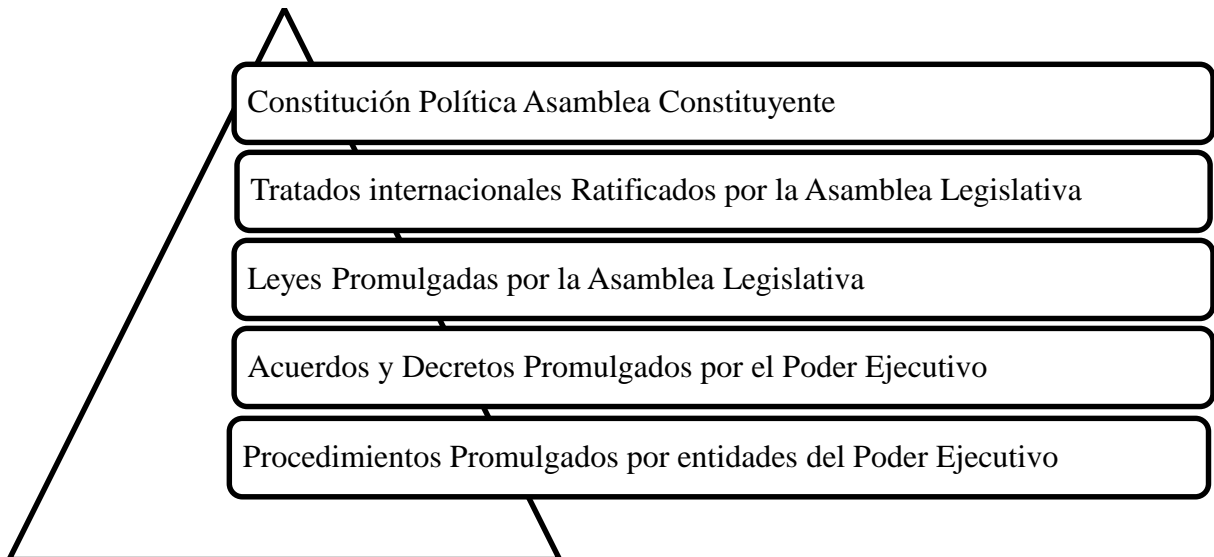 Constitución Política Asamblea Constituyente
Tratados internacionales Ratificados por la Asamblea Legislativa
Leyes Promulgadas por la Asamblea Legislativa
Acuerdos y Decretos Promulgados por el Poder Ejecutivo
Procedimientos Promulgados por entidades del Poder Ejecutivo